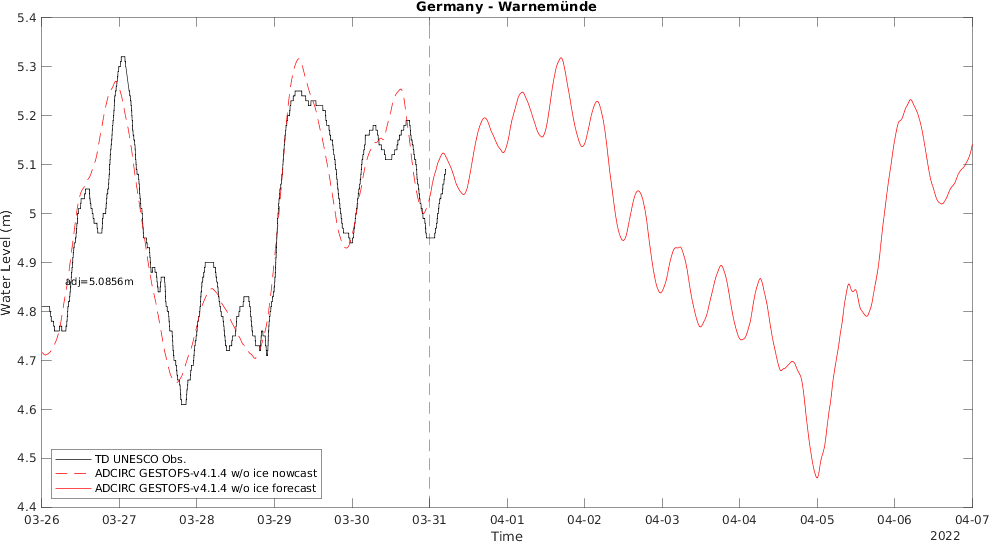 Germany - Warnemünde
5.4
5.3
5.2
5.1
5
4.9
4.8
4.7
4.6
4.5
4.4
Water Level (m)
adj=5.0856m
TD UNESCO Obs.
ADCIRC GESTOFS-v4.1.4 w/o ice nowcast
ADCIRC GESTOFS-v4.1.4 w/o ice forecast
03-26 03-27 03-28 03-29 03-30 03-31 04-01 04-02 04-03 04-04 04-05 04-06 04-07
Time
2022